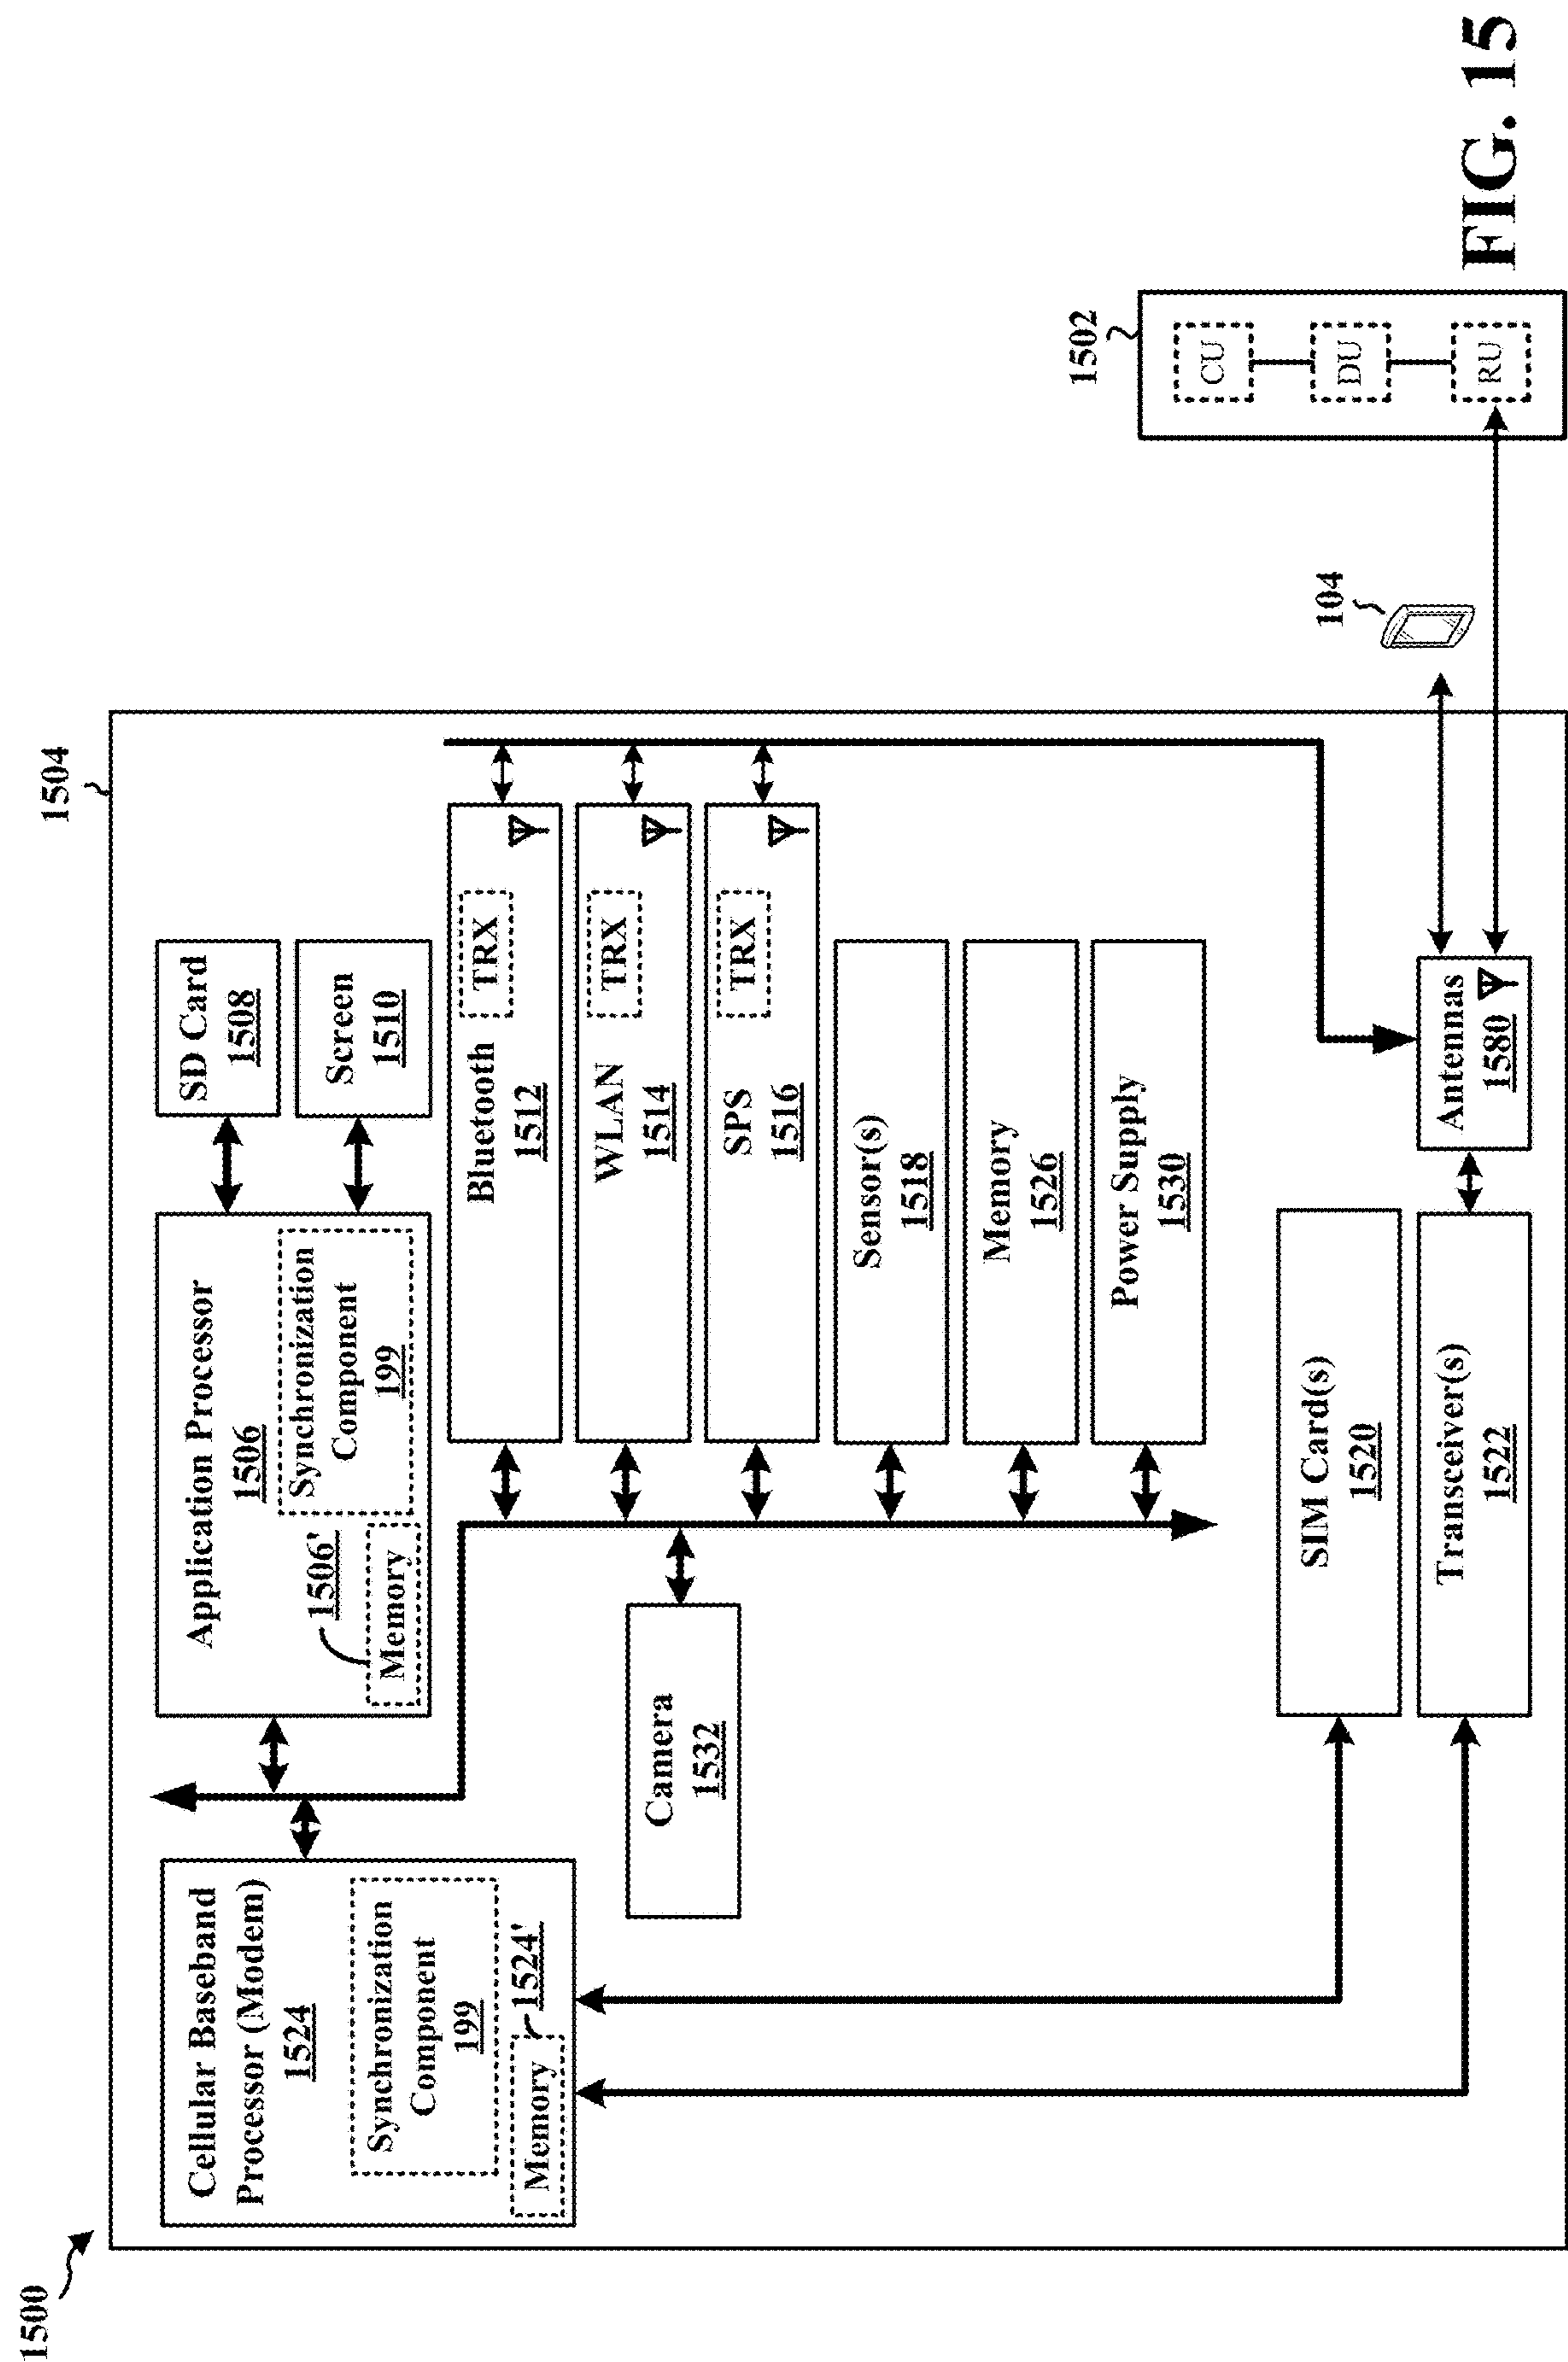 1500
1504
Cellular Baseband
Processor (Modem)
1524
Synchronization
Component
199
Memory
1524'
Application Processor
1506
1506'
Synchronization
Component
199
Memory
SD Card
1508
Screen
1510
Bluetooth
1512
TRX
WLAN
1514
TRX
SPS
1516
TRX
Camera
1532
Sensor(s)
1518
Memory
1526
Power Supply
1530
SIM Card(s)
1520
Transceiver(s)
1522
Antennas
1580
104
1502
CU
DU
RU
FIG. 15